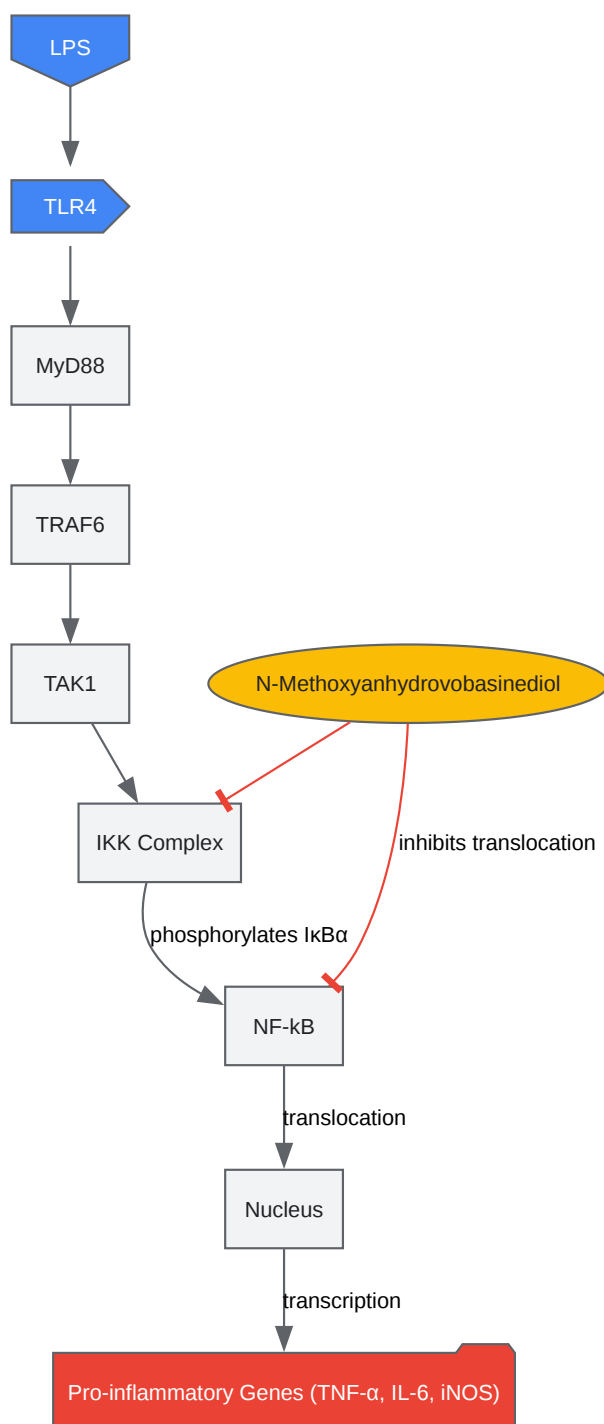 LPS
TLR4
MyD88
TRAF6
TAK1
N-Methoxyanhydrovobasinediol
IKK Complex
inhibits translocation
phosphorylates IκBα
NF-kB
translocation
Nucleus
transcription
Pro-inflammatory Genes (TNF-α, IL-6, iNOS)